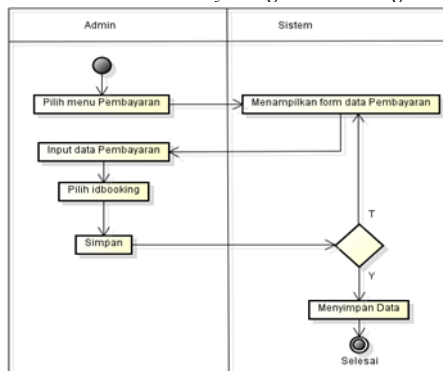 Admin
Sistem
Pilih menu Pembayaran
Menampilkan form data Pembayaran
Input data Pembayaran
Pilih idbooking
Simpan
T
Y
Menyimpan Data
Selesai